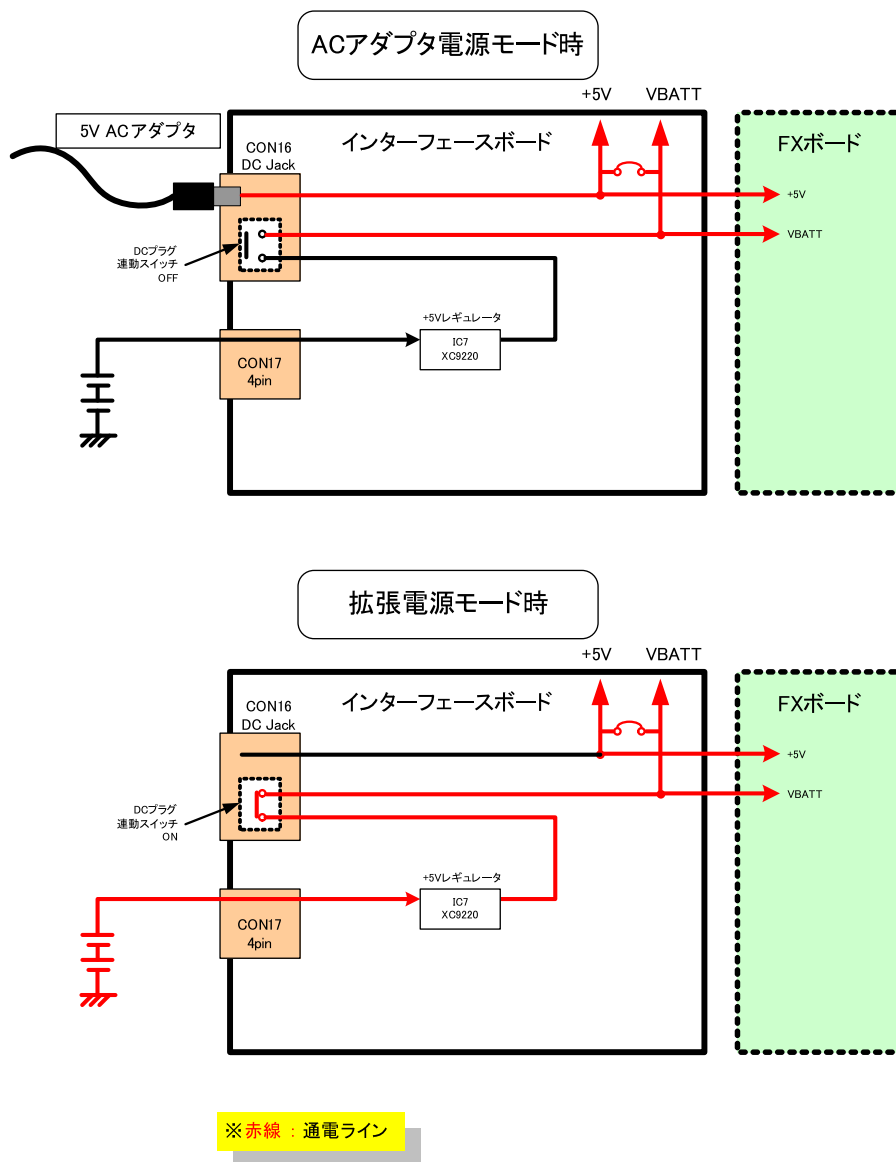 ACアダプタ電源モード時
+5V VBATT
5V ACアダプタ
CON16
DC Jack
インターフェースボード
FXボード
+5V
VBATT
DCプラグ
連動スイッチ
OFF
+5Vレギュレータ
IC7
XC9220
CON17
4pin
拡張電源モード時
+5V VBATT
CON16
DC Jack
インターフェースボード
FXボード
+5V
VBATT
DCプラグ
連動スイッチ
ON
+5Vレギュレータ
IC7
XC9220
CON17
4pin
※赤線 : 通電ライン